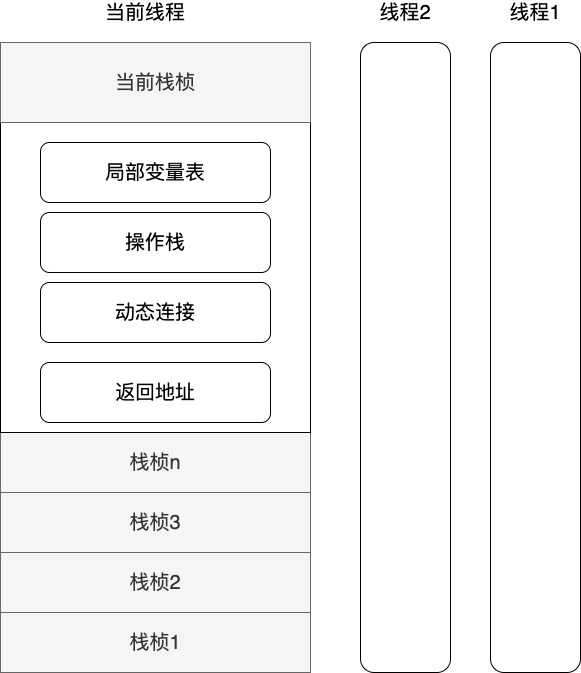 当前线程
线程2
线程1
当前栈桢
局部变量表
操作栈
动态连接
返回地址
栈桢n
栈桢3
栈桢2
栈桢1